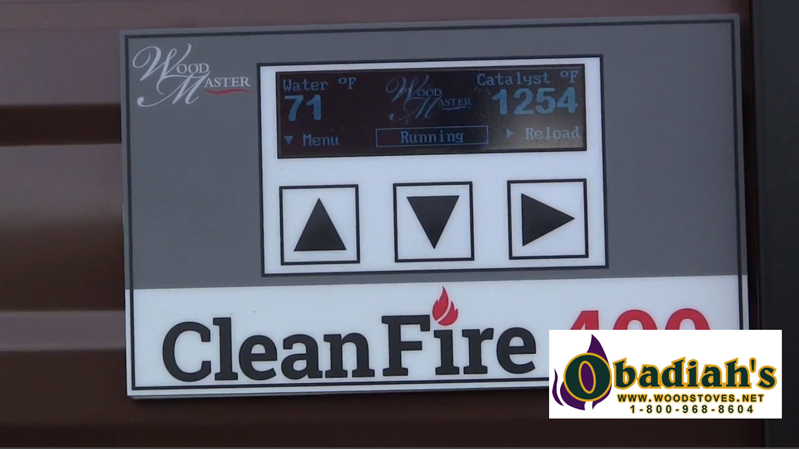 Wood Master
Water °F Wood Master Catalyst °F
71 1254
▼ Menu Running ▶ Reload
CleanFire 400
Obadiah's
WWW.WOODSTOVES.NET
1-800-968-8604